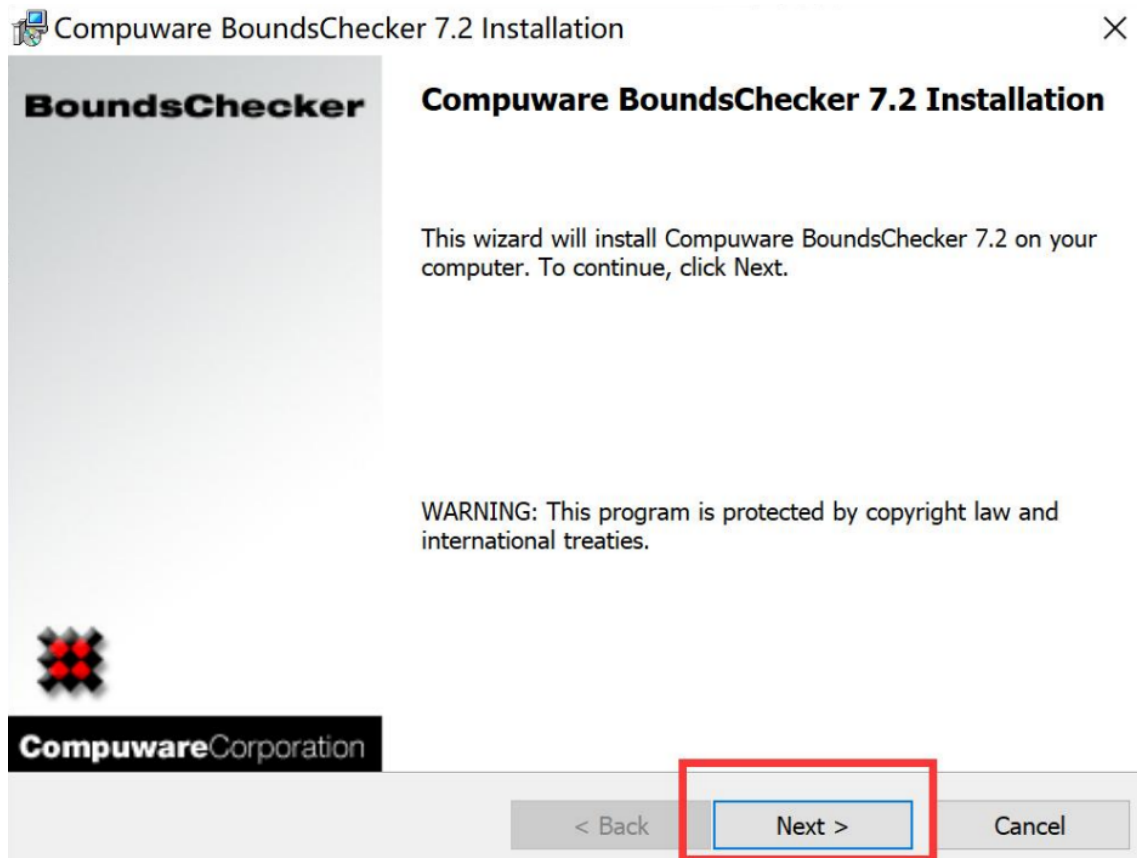 Compuware BoundsChecker 7.2 Installation
BoundsChecker
Compuware BoundsChecker 7.2 Installation
This wizard will install Compuware BoundsChecker 7.2 on your
computer. To continue, click Next.
WARNING: This program is protected by copyright law and
international treaties.
CompuwareCorporation
< Back
Next >
Cancel